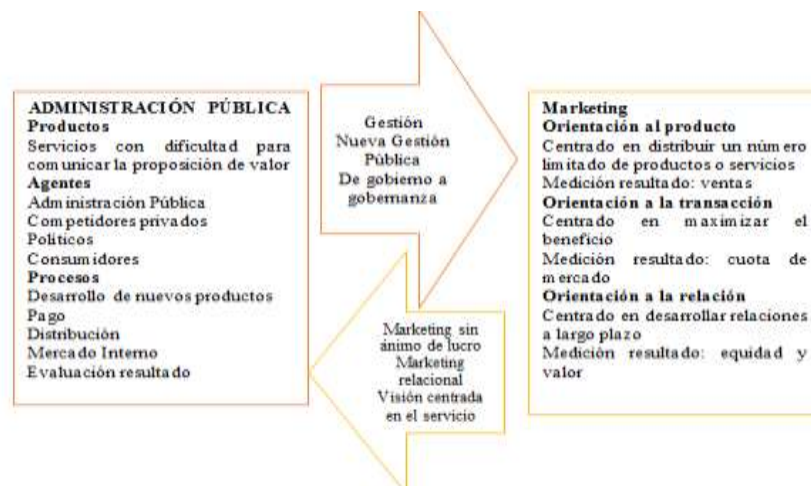 ADMINISTRACIÓN PÚBLICA
Productos
Servicios con dificultad para
comunicar la proposición de valor
Agentes
Administración Pública
Competidores privados
Políticos
Consumidores
Procesos
Desarrollo de nuevos productos
Pago
Distribución
Mercado Interno
Evaluación resultado
Gestión
Nueva Gestión
Pública
De gobierno a
gobernanza
Marketing sin
ánimo de lucro
Marketing
relacional
Visión centrada
en el servicio
Marketing
Orientación al producto
Centrado en distribuir un número
limitado de productos o servicios
Medición resultado: ventas
Orientación a la transacción
Centrado en maximizar el
beneficio
Medición resultado: cuota de
mercado
Orientación a la relación
Centrado en desarrollar relaciones
a largo plazo
Medición resultado: equidad y
valor